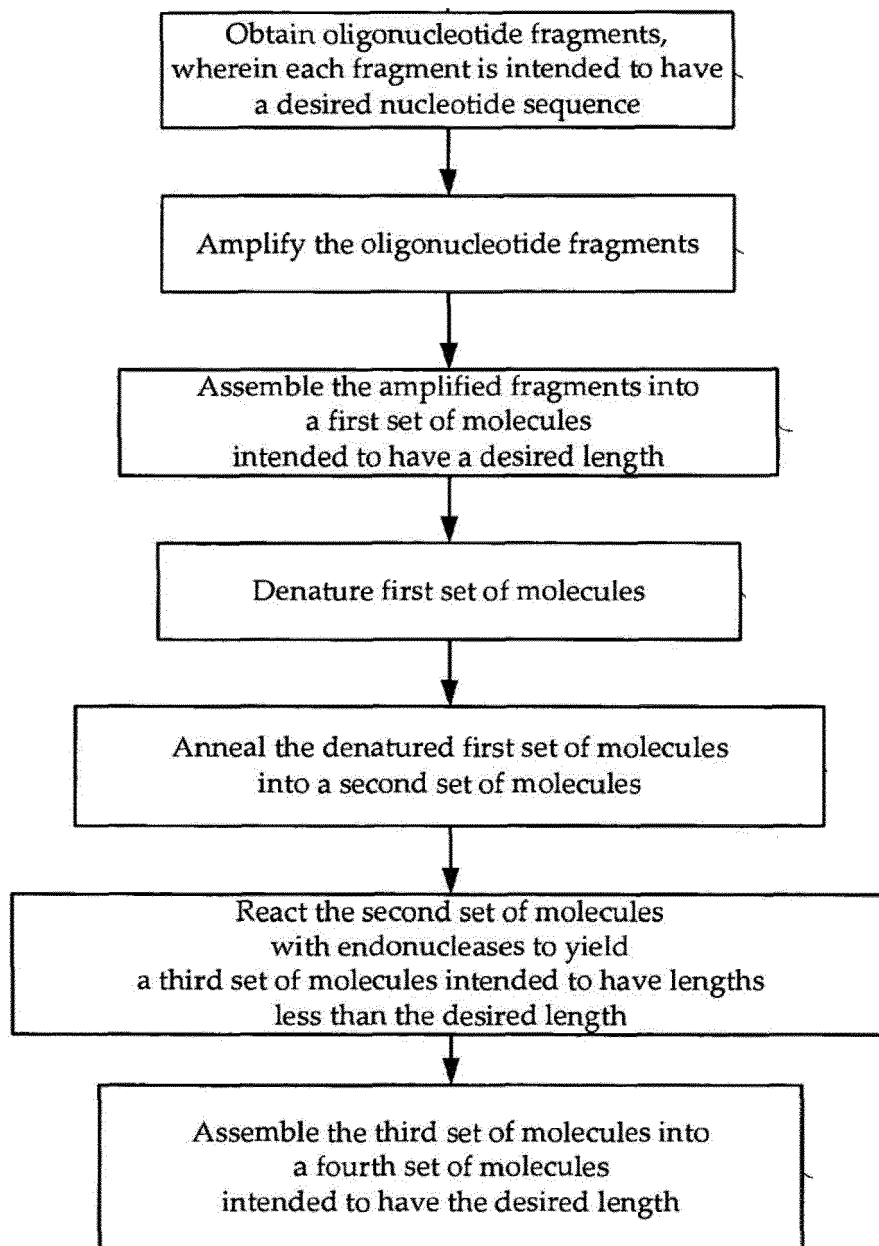 Obtain oligonucleotide fragments,
wherein each fragment is intended to have
a desired nucleotide sequence
Amplify the oligonucleotide fragments
Assemble the amplified fragments into
a first set of molecules
intended to have a desired length
Denature first set of molecules
Anneal the denatured first set of molecules
into a second set of molecules
React the second set of molecules
with endonucleases to yield
a third set of molecules intended to have lengths
less than the desired length
Assemble the third set of molecules into
a fourth set of molecules
intended to have the desired length